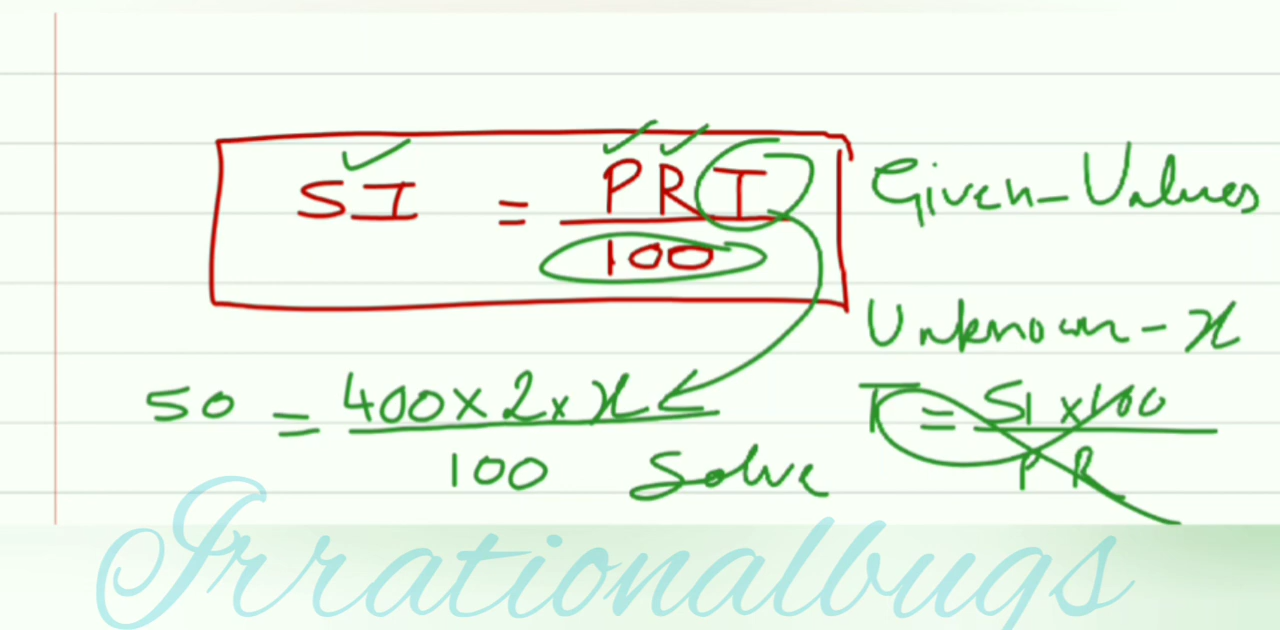 SI = PRT
100
Given-Values
Unknown-x
50 = 400×2×x
100
T = SI×100
PR
Solve
Irrationalbugs